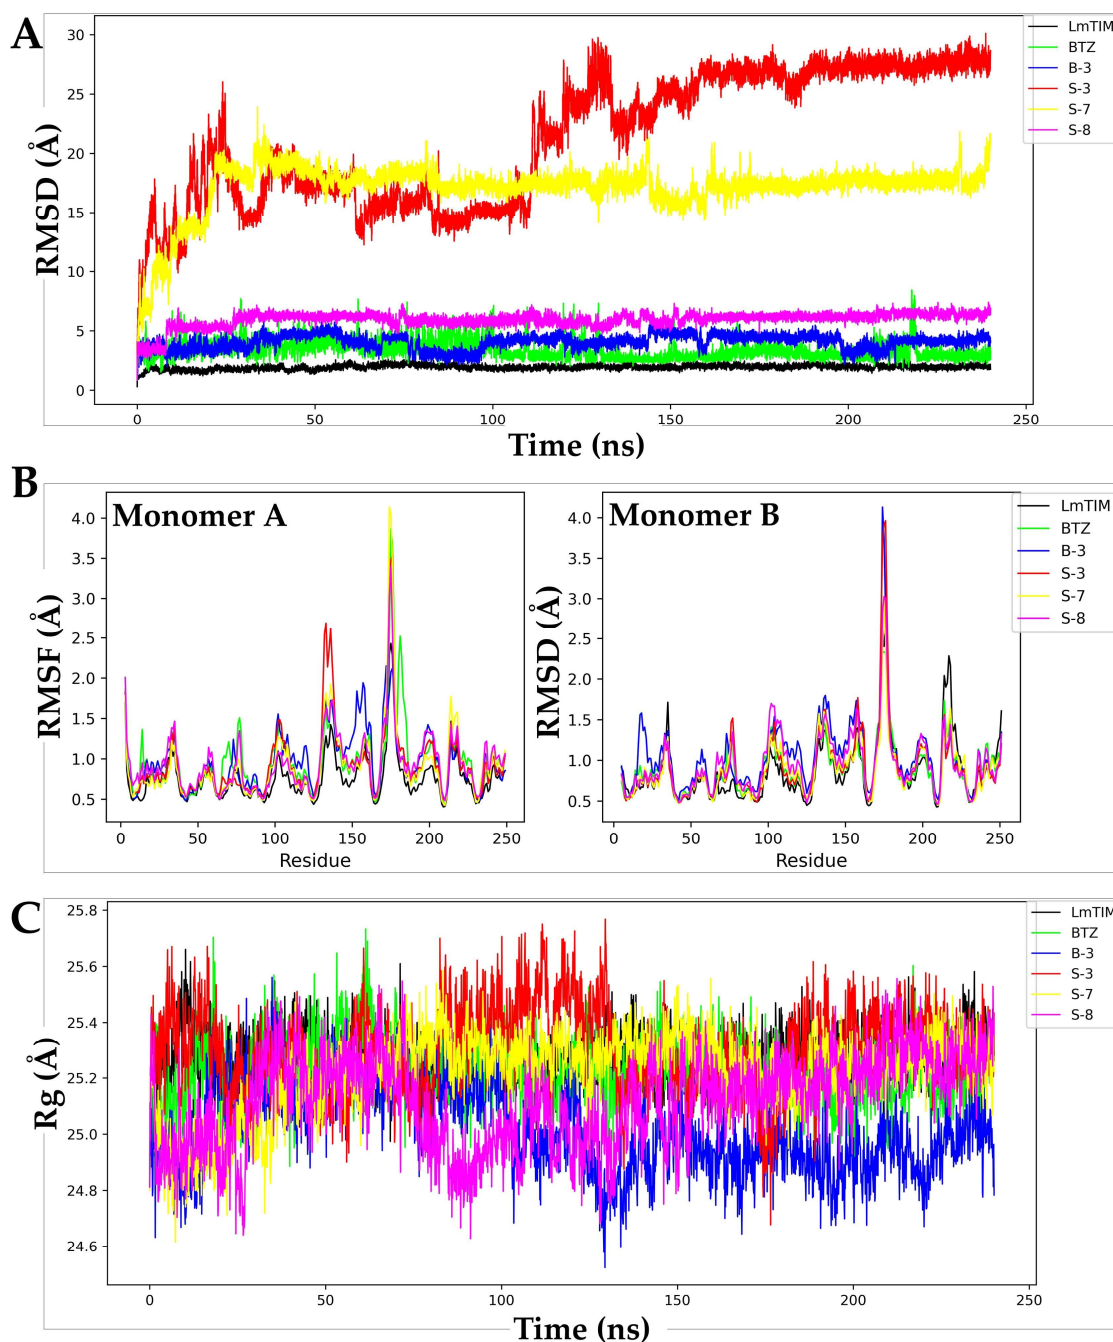 A
RMSD (Å)
30
25
20
15
10
5
0
0 50 100 150 200 250
Time (ns)
LmTIM
BTZ
B-3
S-3
S-7
S-8
B
Monomer A
RMSF (Å)
4.0
3.5
3.0
2.5
2.0
1.5
1.0
0.5
0 50 100 150 200 250
Residue
Monomer B
RMSD (Å)
4.0
3.5
3.0
2.5
2.0
1.5
1.0
0.5
0 50 100 150 200 250
Residue
LmTIM
BTZ
B-3
S-3
S-7
S-8
C
Rg (Å)
25.8
25.6
25.4
25.2
25.0
24.8
24.6
0 50 100 150 200 250
Time (ns)
LmTIM
BTZ
B-3
S-3
S-7
S-8